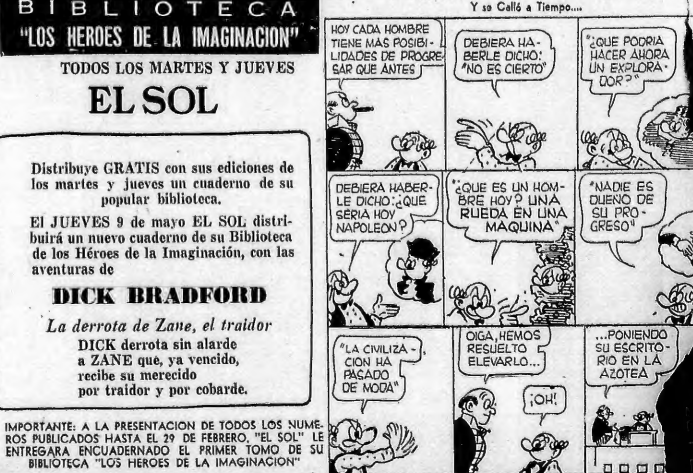 BIBLIOTECA
"LOS HEROES DE LA IMAGINACION"
TODOS LOS MARTES Y JUEVES
EL SOL
Distribuye GRATIS con sus ediciones de
los martes y jueves un cuaderno de su
popular biblioteca.
El JUEVES 9 de mayo EL SOL distri-
buirá un nuevo cuaderno de su Biblioteca
de los Héroes de la Imaginación, con las
aventuras de
DICK BRADFORD
La derrota de Zane, el traidor
DICK derrota sin alarde
a ZANE que, ya vencido,
recibe su merecido
por traidor y por cobarde.
IMPORTANTE: A LA PRESENTACION DE TODOS LOS NUME-
ROS PUBLICADOS HASTA EL 29 DE FEBRERO, "EL SOL" LE
ENTREGARA ENCUADERNADO EL PRIMER TOMO DE SU
BIBLIOTECA "LOS HEROES DE LA IMAGINACION"
Y se Calló a Tiempo....
HOY CADA HOMBRE
TIENE MÁS POSIBI-
LIDADES DE PROGRE
SAR QUE ANTES
DEBIERA HA-
BERLE DICHO:
"NO ES CIERTO"
"¿QUE PODRIA
HACER AHORA
UN EXPLORA-
DOR?"
DEBIERA HABER-
LE DICHO: ¿QUE
SERIA HOY
NAPOLEON?
"¿QUE ES UN HOM-
BRE HOY? UNA
RUEDA EN UNA
MAQUINA"
"NADIE ES
DUEÑO DE
SU PRO-
GRESO"
"LA CIVILIZA-
CION HA
PASADO
DE MODA"
OIGA, HEMOS
RESUELTO
ELEVARLO...
¡OH!
...PONIENDO
SU ESCRITO-
RIO EN LA
AZOTEA